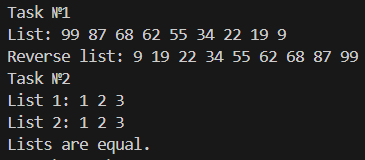 Task №1
List: 99 87 68 62 55 34 22 19 9
Reverse list: 9 19 22 34 55 62 68 87 99
Task №2
List 1: 1 2 3
List 2: 1 2 3
Lists are equal.